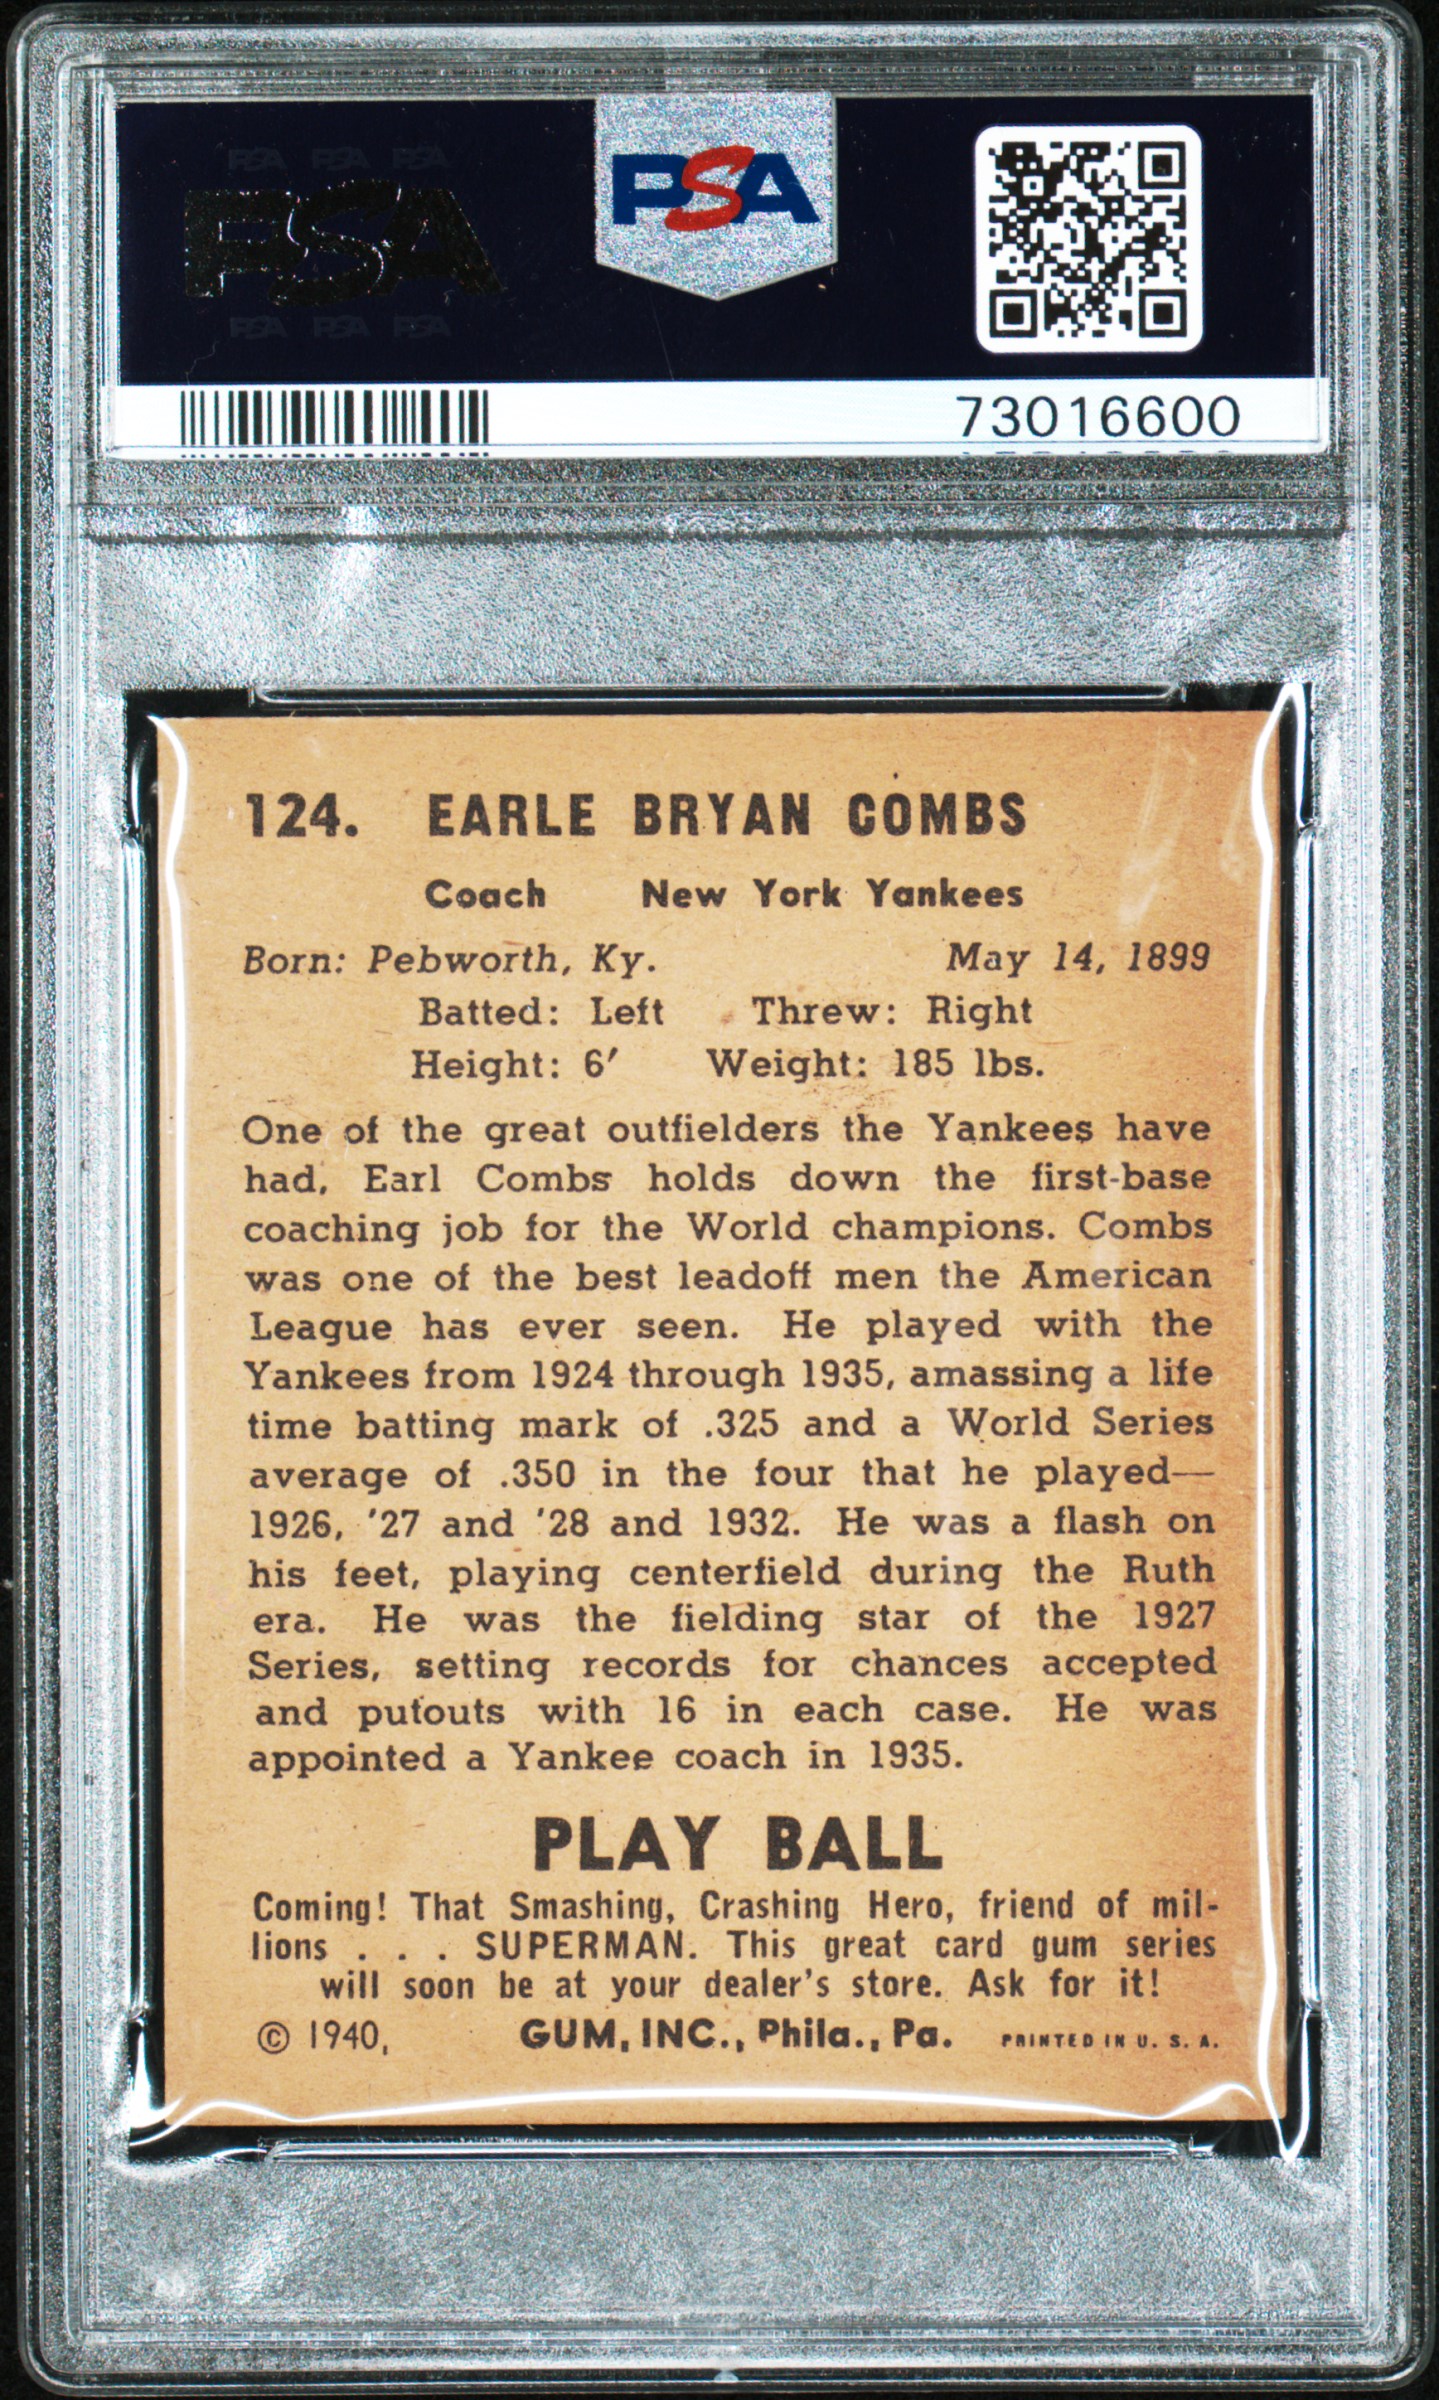 PSA PSA PSA
PSA
PSA PSA PSA
PSA
73016600
124. EARLE BRYAN COMBS
Coach New York Yankees
Born: Pebworth, Ky. May 14, 1899
Batted: Left Threw: Right
Height: 6′ Weight: 185 lbs.
One of the great outfielders the Yankees have
had, Earl Combs holds down the first-base
coaching job for the World champions. Combs
was one of the best leadoff men the American
League has ever seen. He played with the
Yankees from 1924 through 1935, amassing a life
time batting mark of .325 and a World Series
average of .350 in the four that he played—
1926, '27 and '28 and 1932. He was a flash on
his feet, playing centerfield during the Ruth
era. He was the fielding star of the 1927
Series, setting records for chances accepted
and putouts with 16 in each case. He was
appointed a Yankee coach in 1935.
PLAY BALL
Coming! That Smashing, Crashing Hero, friend of mil-
lions . . . SUPERMAN. This great card gum series
will soon be at your dealer's store. Ask for it!
© 1940, GUM, INC., Phila., Pa. PRINTED IN U. S. A.